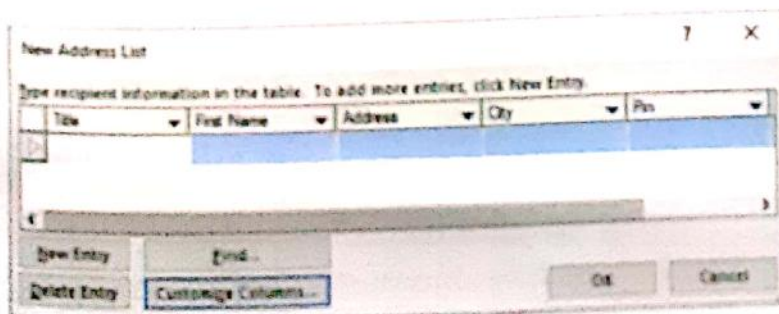 New Address List ? ×
Type recipient information in the table. To add more entries, click New Entry.
Title First Name Address City Pin
New Entry Find...
Delete Entry Customize Columns... OK Cancel